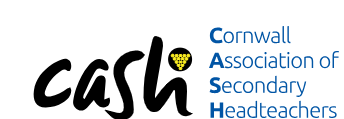 cash
Cornwall
Association of
Secondary
Headteachers